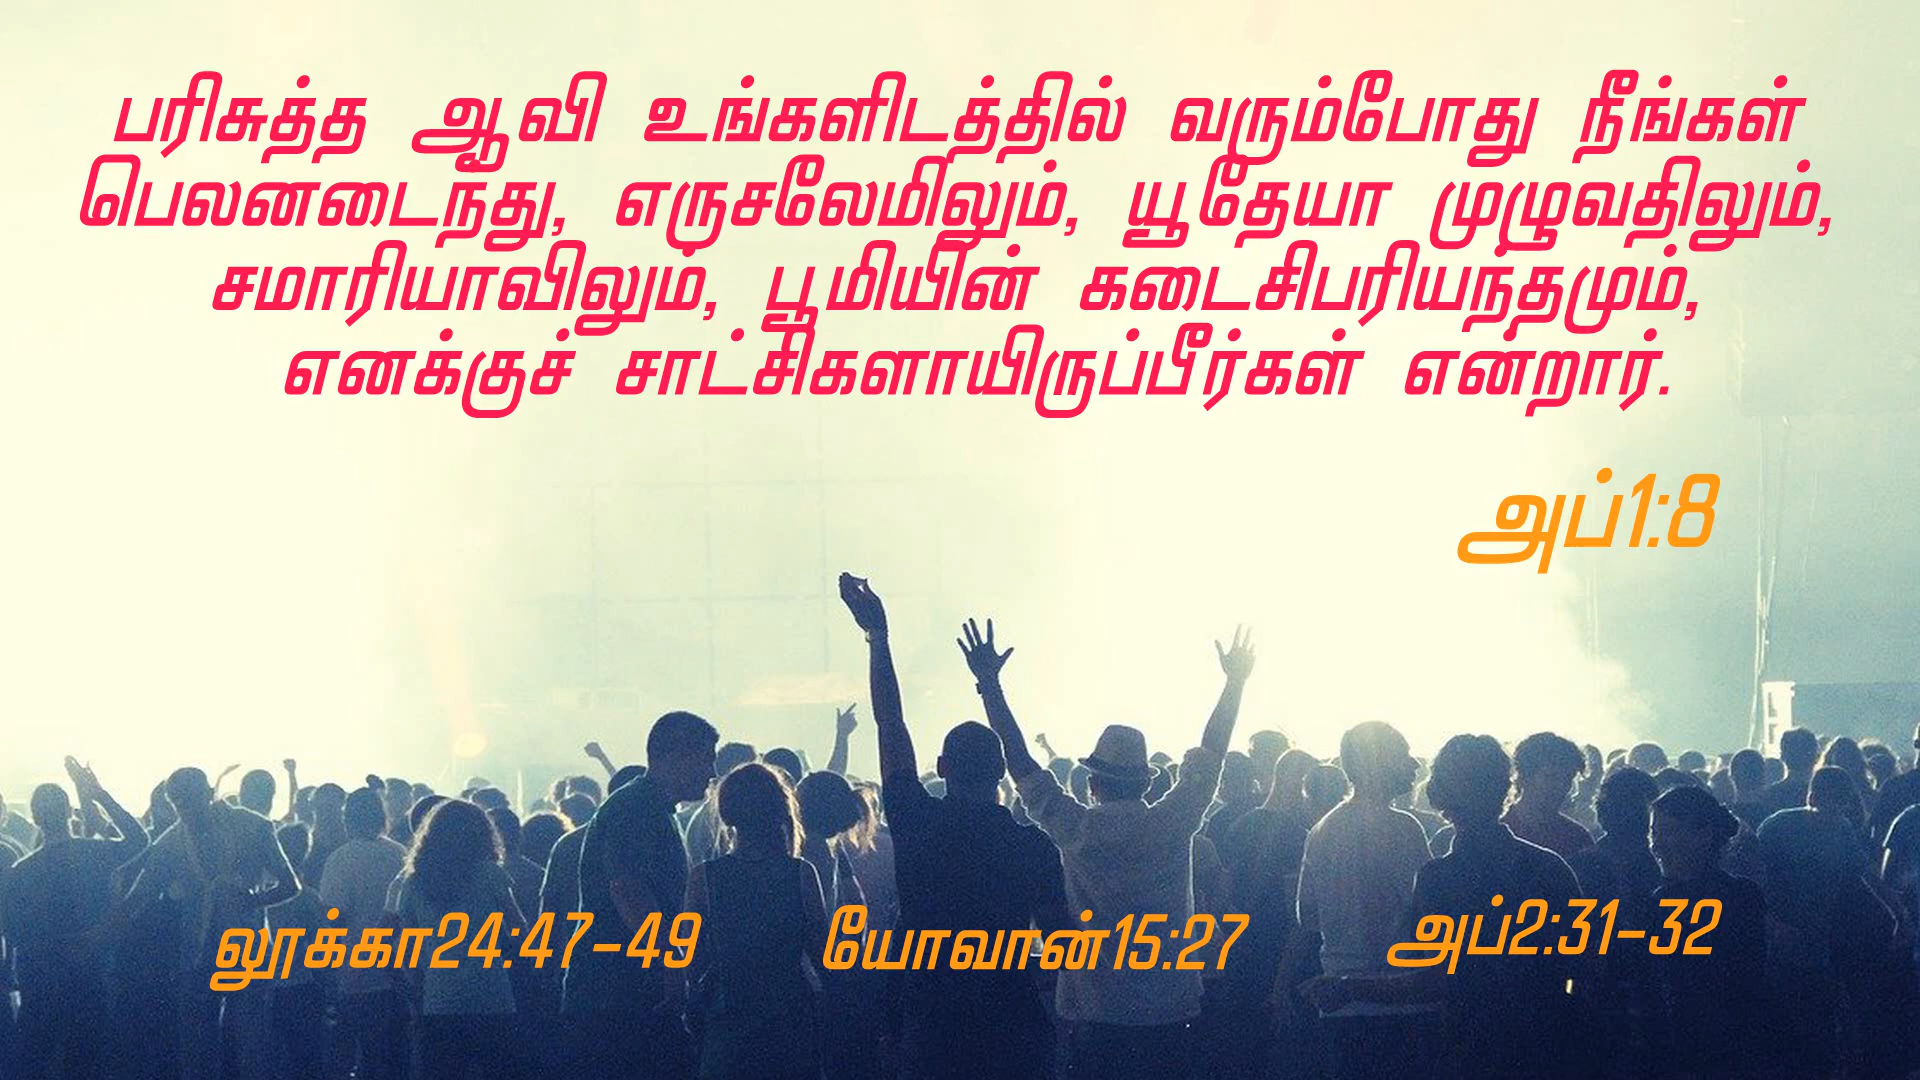 பரிசுத்த ஆவி உங்களிடத்தில் வரும்போது நீங்கள்
பெலனடைந்து, எருசலேமிலும், யூதேயா முழுவதிலும்,
சமாரியாவிலும், பூமியின் கடைசிபரியந்தமும்,
எனக்குச் சாட்சிகளாயிருப்பீர்கள் என்றார்.
அப்1:8
லூக்கா24:47-49 யோவான்15:27 அப்2:31-32